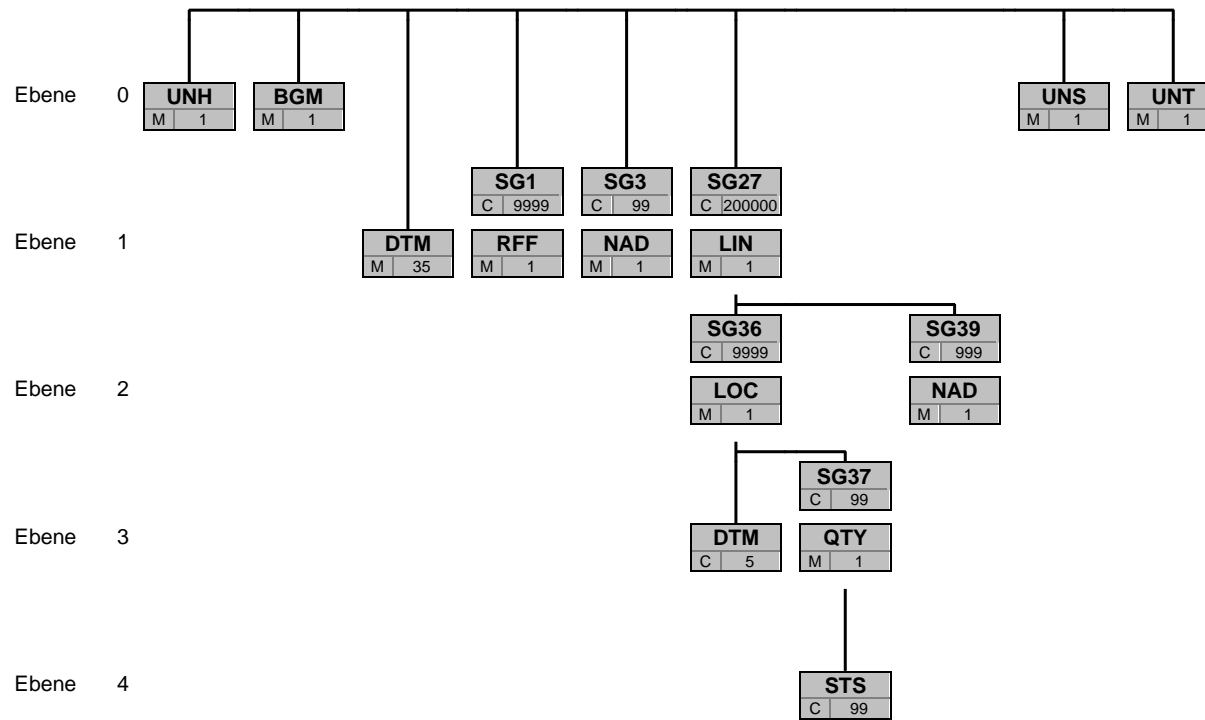 Ebene 0 UNH BGM UNS UNT
M 1 M 1 M 1 M 1
SG1 SG3 SG27
C 9999 C 99 C 200000
Ebene 1 DTM RFF NAD LIN
M 35 M 1 M 1 M 1
SG36 SG39
C 9999 C 999
Ebene 2 LOC NAD
M 1 M 1
SG37
C 99
Ebene 3 DTM QTY
C 5 M 1
Ebene 4 STS
C 99